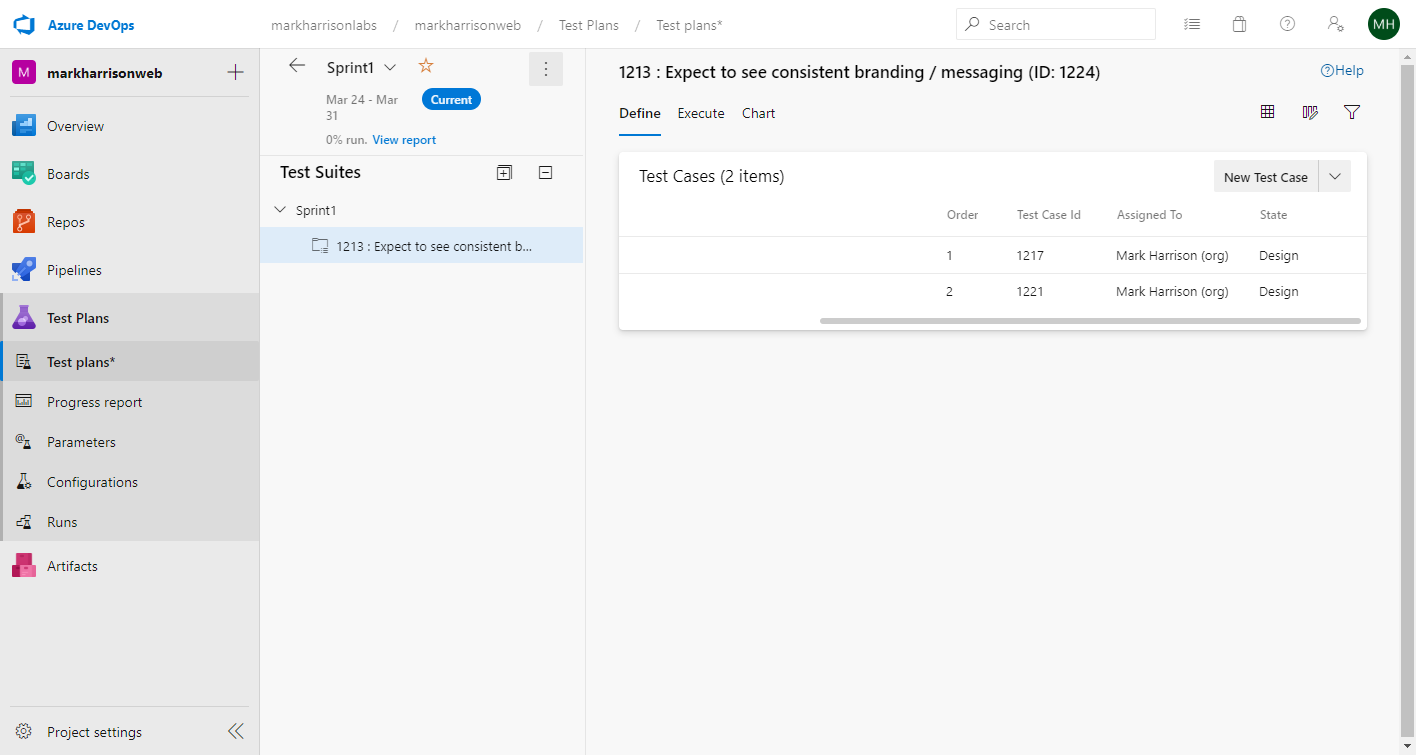 Azure DevOps
markharrisonlabs / markharrisonweb / Test Plans / Test plans*
Search
MH
M markharrisonweb
Overview
Boards
Repos
Pipelines
Test Plans
Test plans*
Progress report
Parameters
Configurations
Runs
Artifacts
Project settings
Sprint1
Mar 24 - Mar
31
Current
0% run. View report
Test Suites
Sprint1
1213 : Expect to see consistent b...
1213 : Expect to see consistent branding / messaging (ID: 1224)
Help
Define Execute Chart
Test Cases (2 items)
New Test Case
Order Test Case Id Assigned To State
1 1217 Mark Harrison (org) Design
2 1221 Mark Harrison (org) Design